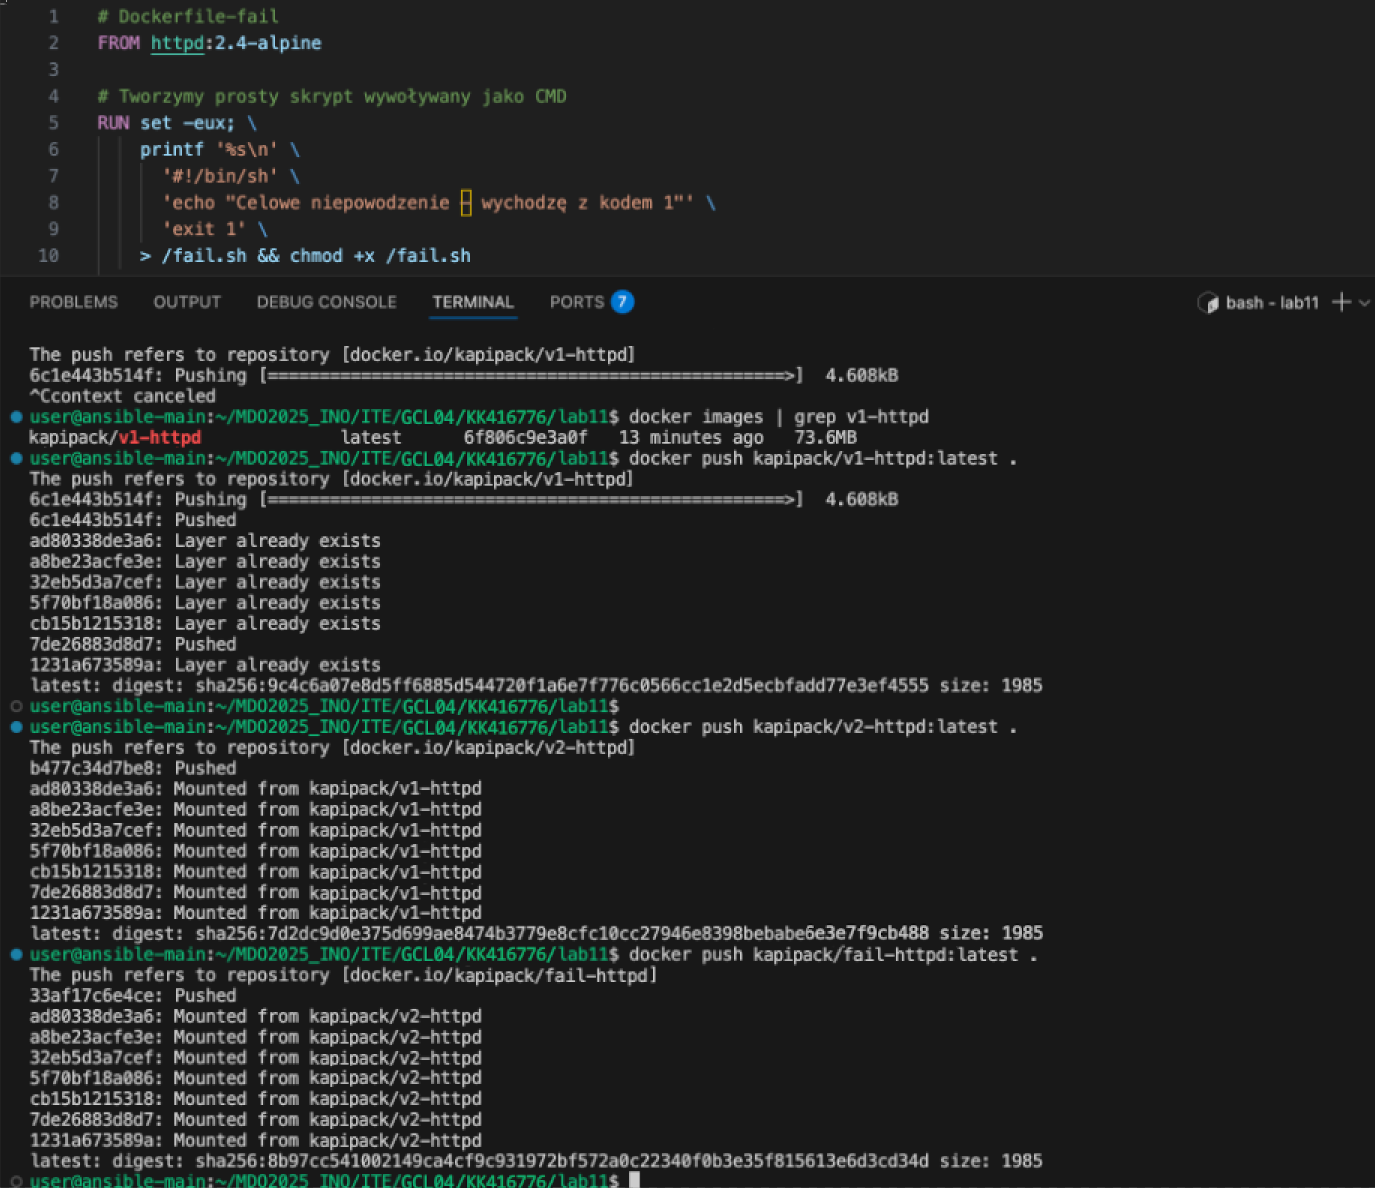 1 # Dockerfile-fail
2 FROM httpd:2.4-alpine
3
4 # Tworzymy prosty skrypt wywoływany jako CMD
5 RUN set -eux; \
6 printf '%s\n' \
7 '#!/bin/sh' \
8 'echo "Celowe niepowodzenie – wychodzę z kodem 1"' \
9 'exit 1' \
10 > /fail.sh && chmod +x /fail.sh
PROBLEMS OUTPUT DEBUG CONSOLE TERMINAL PORTS 7 bash - lab11
The push refers to repository [docker.io/kapipack/v1-httpd]
6c1e443b514f: Pushing [==================================================>] 4.608kB
^Ccontext canceled
user@ansible-main:~/MDO2025_INO/ITE/GCL04/KK416776/lab11$ docker images | grep v1-httpd
kapipack/v1-httpd latest 6f806c9e3a0f 13 minutes ago 73.6MB
user@ansible-main:~/MDO2025_INO/ITE/GCL04/KK416776/lab11$ docker push kapipack/v1-httpd:latest .
The push refers to repository [docker.io/kapipack/v1-httpd]
6c1e443b514f: Pushing [==================================================>] 4.608kB
6c1e443b514f: Pushed
ad80338de3a6: Layer already exists
a8be23acfe3e: Layer already exists
32eb5d3a7cef: Layer already exists
5f70bf18a086: Layer already exists
cb15b1215318: Layer already exists
7de26883d8d7: Pushed
1231a673589a: Layer already exists
latest: digest: sha256:9c4c6a07e8d5ff6885d544720f1a6e7f776c0566cc1e2d5ecbfadd77e3ef4555 size: 1985
user@ansible-main:~/MDO2025_INO/ITE/GCL04/KK416776/lab11$
user@ansible-main:~/MDO2025_INO/ITE/GCL04/KK416776/lab11$ docker push kapipack/v2-httpd:latest .
The push refers to repository [docker.io/kapipack/v2-httpd]
b477c34d7be8: Pushed
ad80338de3a6: Mounted from kapipack/v1-httpd
a8be23acfe3e: Mounted from kapipack/v1-httpd
32eb5d3a7cef: Mounted from kapipack/v1-httpd
5f70bf18a086: Mounted from kapipack/v1-httpd
cb15b1215318: Mounted from kapipack/v1-httpd
7de26883d8d7: Mounted from kapipack/v1-httpd
1231a673589a: Mounted from kapipack/v1-httpd
latest: digest: sha256:7d2dc9d0e375d699ae8474b3779e8cfc10cc27946e8398bebabe6e3e7f9cb488 size: 1985
user@ansible-main:~/MDO2025_INO/ITE/GCL04/KK416776/lab11$ docker push kapipack/fail-httpd:latest .
The push refers to repository [docker.io/kapipack/fail-httpd]
33af17c6e4ce: Pushed
ad80338de3a6: Mounted from kapipack/v2-httpd
a8be23acfe3e: Mounted from kapipack/v2-httpd
32eb5d3a7cef: Mounted from kapipack/v2-httpd
5f70bf18a086: Mounted from kapipack/v2-httpd
cb15b1215318: Mounted from kapipack/v2-httpd
7de26883d8d7: Mounted from kapipack/v2-httpd
1231a673589a: Mounted from kapipack/v2-httpd
latest: digest: sha256:8b97cc541002149ca4cf9c931972bf572a0c22340f0b3e35f815613e6d3cd34d size: 1985
user@ansible-main:~/MDO2025_INO/ITE/GCL04/KK416776/lab11$